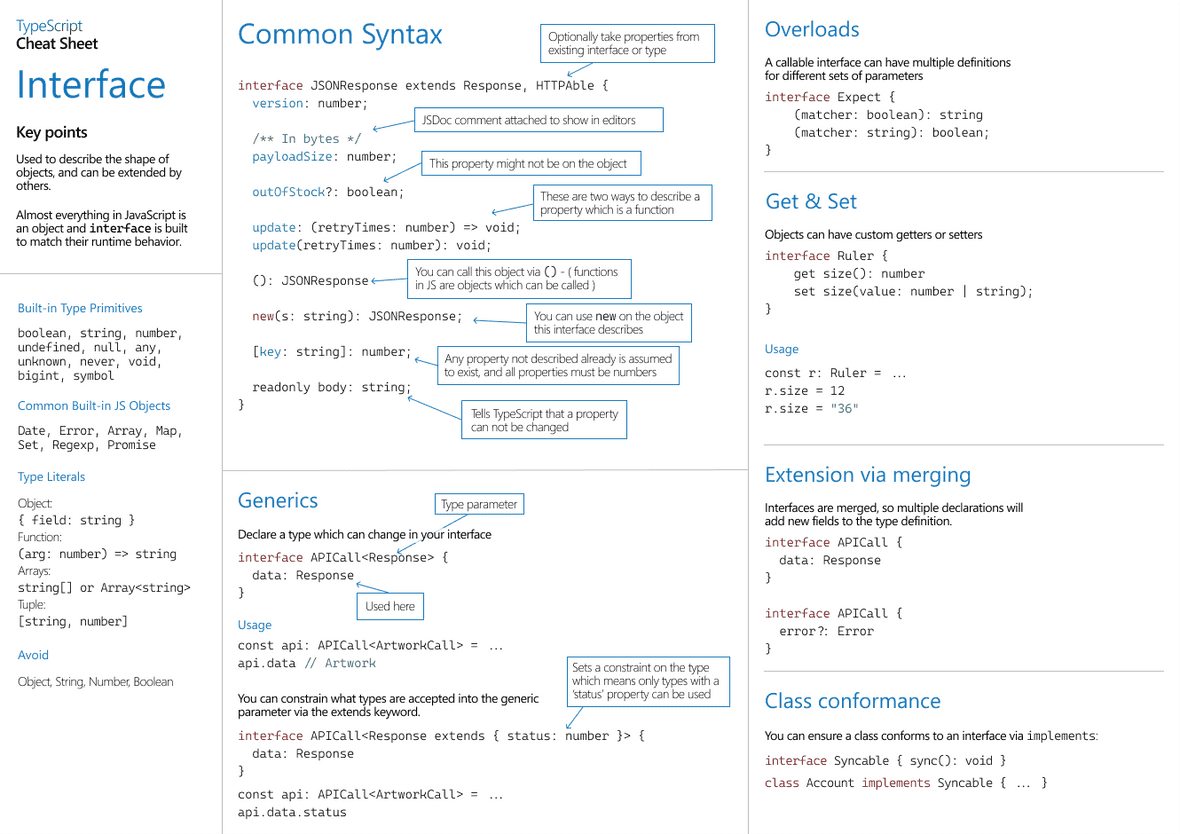 TypeScript
Cheat Sheet
Interface
Key points
Used to describe the shape of
objects, and can be extended by
others.
Almost everything in JavaScript is
an object and interface is built
to match their runtime behavior.
Built-in Type Primitives
boolean, string, number,
undefined, null, any,
unknown, never, void,
bigint, symbol
Common Built-in JS Objects
Date, Error, Array, Map,
Set, Regexp, Promise
Type Literals
Object:
{ field: string }
Function:
(arg: number) => string
Arrays:
string[] or Array<string>
Tuple:
[string, number]
Avoid
Object, String, Number, Boolean
Common Syntax
Optionally take properties from
existing interface or type
interface JSONResponse extends Response, HTTPAble {
version: number;
JSDoc comment attached to show in editors
/** In bytes */
payloadSize: number;
This property might not be on the object
outOfStock?: boolean;
These are two ways to describe a
property which is a function
update: (retryTimes: number) => void;
update(retryTimes: number): void;
You can call this object via () - ( functions
in JS are objects which can be called )
(): JSONResponse
You can use new on the object
this interface describes
new(s: string): JSONResponse;
Any property not described already is assumed
to exist, and all properties must be numbers
[key: string]: number;
readonly body: string;
}
Tells TypeScript that a property
can not be changed
Generics
Type parameter
Declare a type which can change in your interface
interface APICall<Response> {
data: Response
}
Used here
Usage
const api: APICall<ArtworkCall> = ...
api.data // Artwork
Sets a constraint on the type
which means only types with a
'status' property can be used
You can constrain what types are accepted into the generic
parameter via the extends keyword.
interface APICall<Response extends { status: number }> {
data: Response
}
const api: APICall<ArtworkCall> = ...
api.data.status
Overloads
A callable interface can have multiple definitions
for different sets of parameters
interface Expect {
(matcher: boolean): string
(matcher: string): boolean;
}
Get & Set
Objects can have custom getters or setters
interface Ruler {
get size(): number
set size(value: number | string);
}
Usage
const r: Ruler = ...
r.size = 12
r.size = "36"
Extension via merging
Interfaces are merged, so multiple declarations will
add new fields to the type definition.
interface APICall {
data: Response
}
interface APICall {
error?: Error
}
Class conformance
You can ensure a class conforms to an interface via implements:
interface Syncable { sync(): void }
class Account implements Syncable { ... }